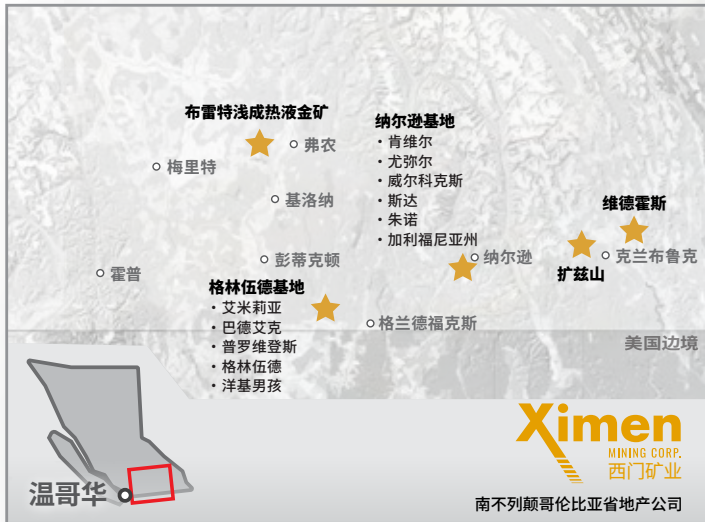 布雷特浅成热液金矿
弗农
梅里特
基洛纳
彭蒂克顿
霍普
纳尔逊基地
・肯维尔
・尤弥尔
・威尔科克斯
・斯达
・朱诺
・加利福尼亚州
纳尔逊
维德霍斯
克兰布鲁克
扩兹山
格林伍德基地
・艾米莉亚
・巴德艾克
・普罗维登斯
・格林伍德
・洋基男孩
格兰德福克斯
美国边境
温哥华
Ximen
MINING CORP.
西门矿业
南不列颠哥伦比亚省地产公司